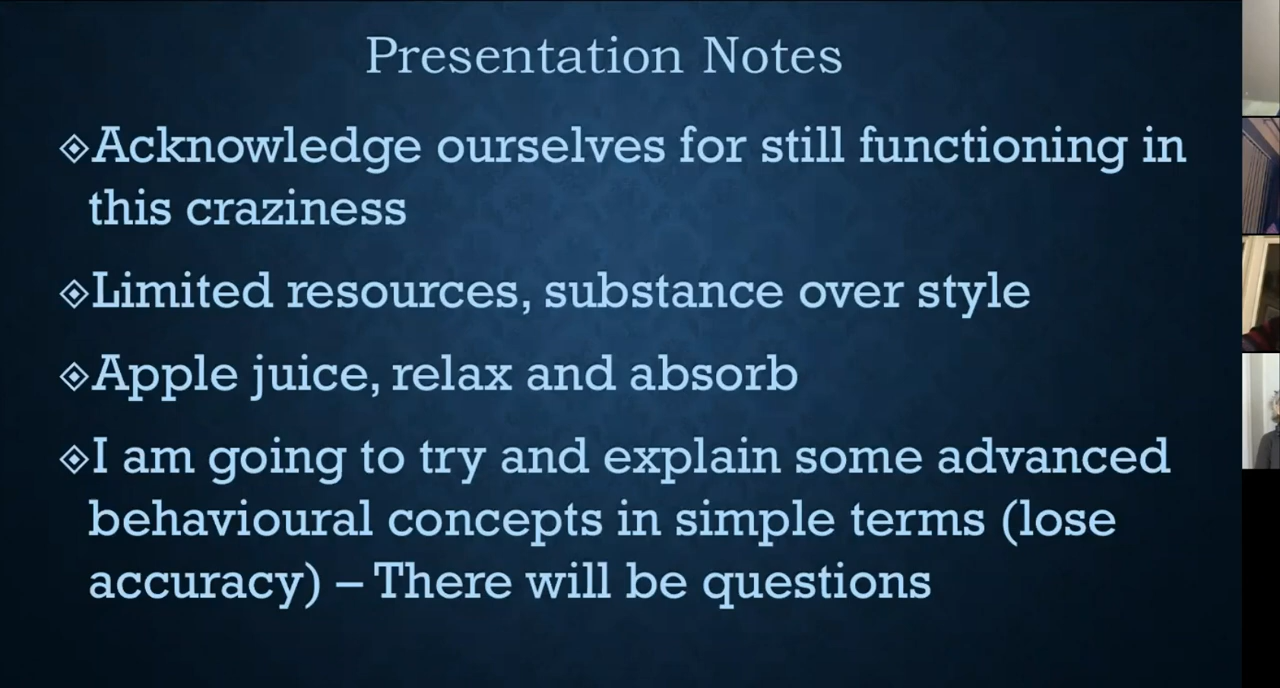 Presentation Notes
Acknowledge ourselves for still functioning in
this craziness
Limited resources, substance over style
Apple juice, relax and absorb
I am going to try and explain some advanced
behavioural concepts in simple terms (lose
accuracy) – There will be questions